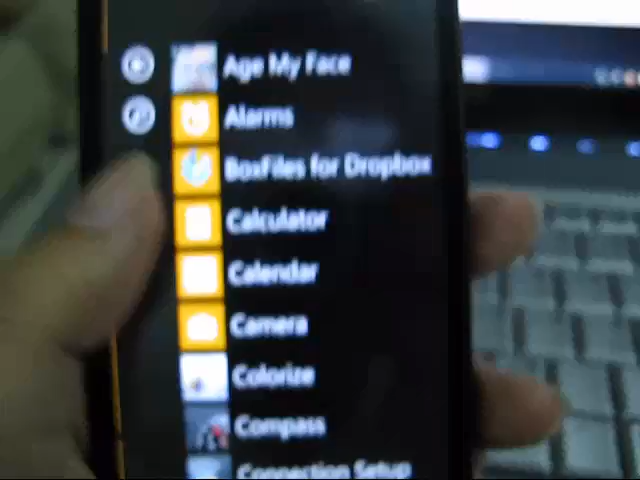 Age My Face
Alarms
BoxFiles for Dropbox
Calculator
Calendar
Camera
Colorize
Compass
Connection Setup